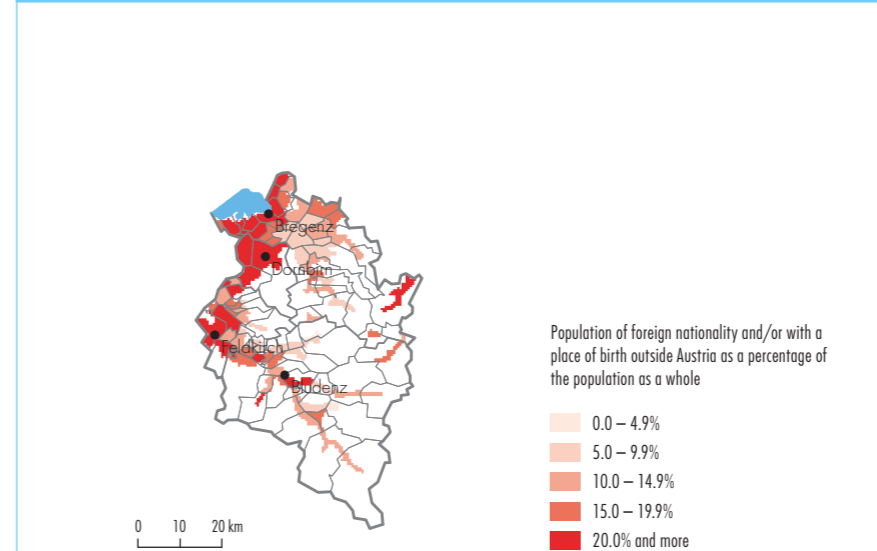 Bregenz
Dornbirn
Feldkirch
Bludenz
Population of foreign nationality and/or with a
place of birth outside Austria as a percentage of
the population as a whole
0.0 – 4.9%
5.0 – 9.9%
10.0 – 14.9%
15.0 – 19.9%
20.0% and more
0 10 20 km